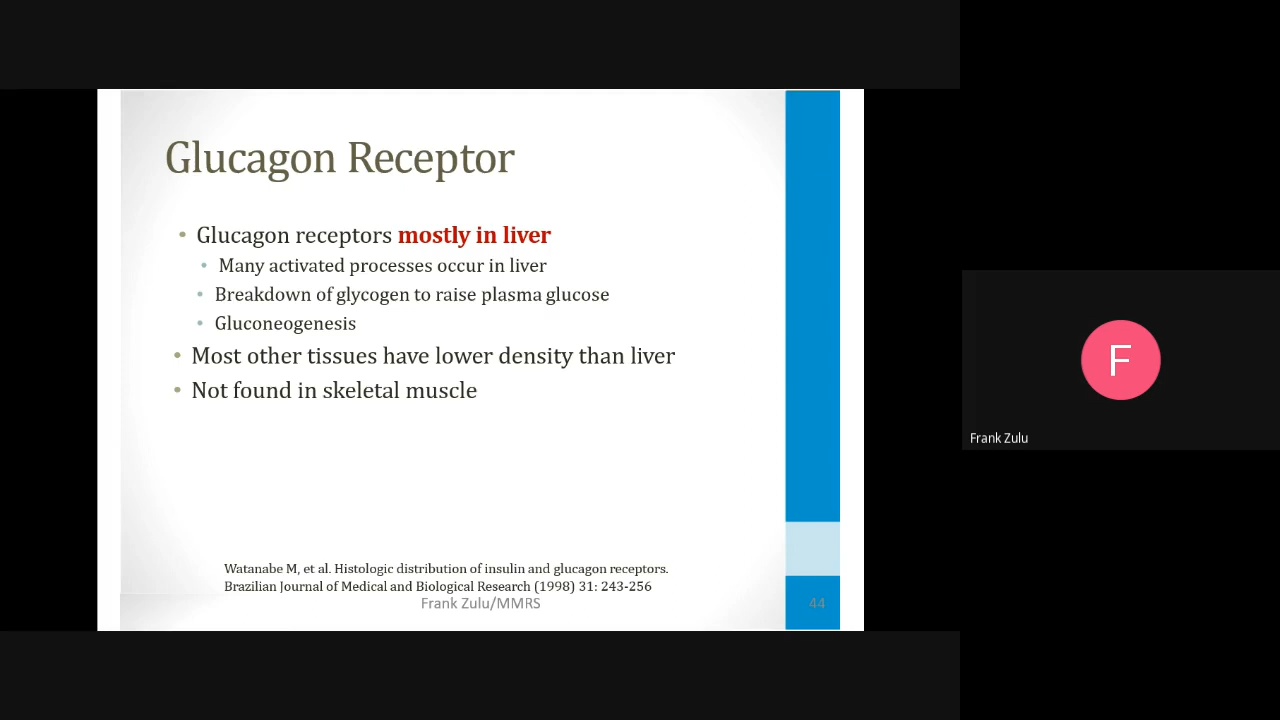 Glucagon Receptor
• Glucagon receptors mostly in liver
• Many activated processes occur in liver
• Breakdown of glycogen to raise plasma glucose
• Gluconeogenesis
• Most other tissues have lower density than liver
• Not found in skeletal muscle
Watanabe M, et al. Histologic distribution of insulin and glucagon receptors.
Brazilian Journal of Medical and Biological Research (1998) 31: 243-256
Frank Zulu/MMRS
44
F
Frank Zulu